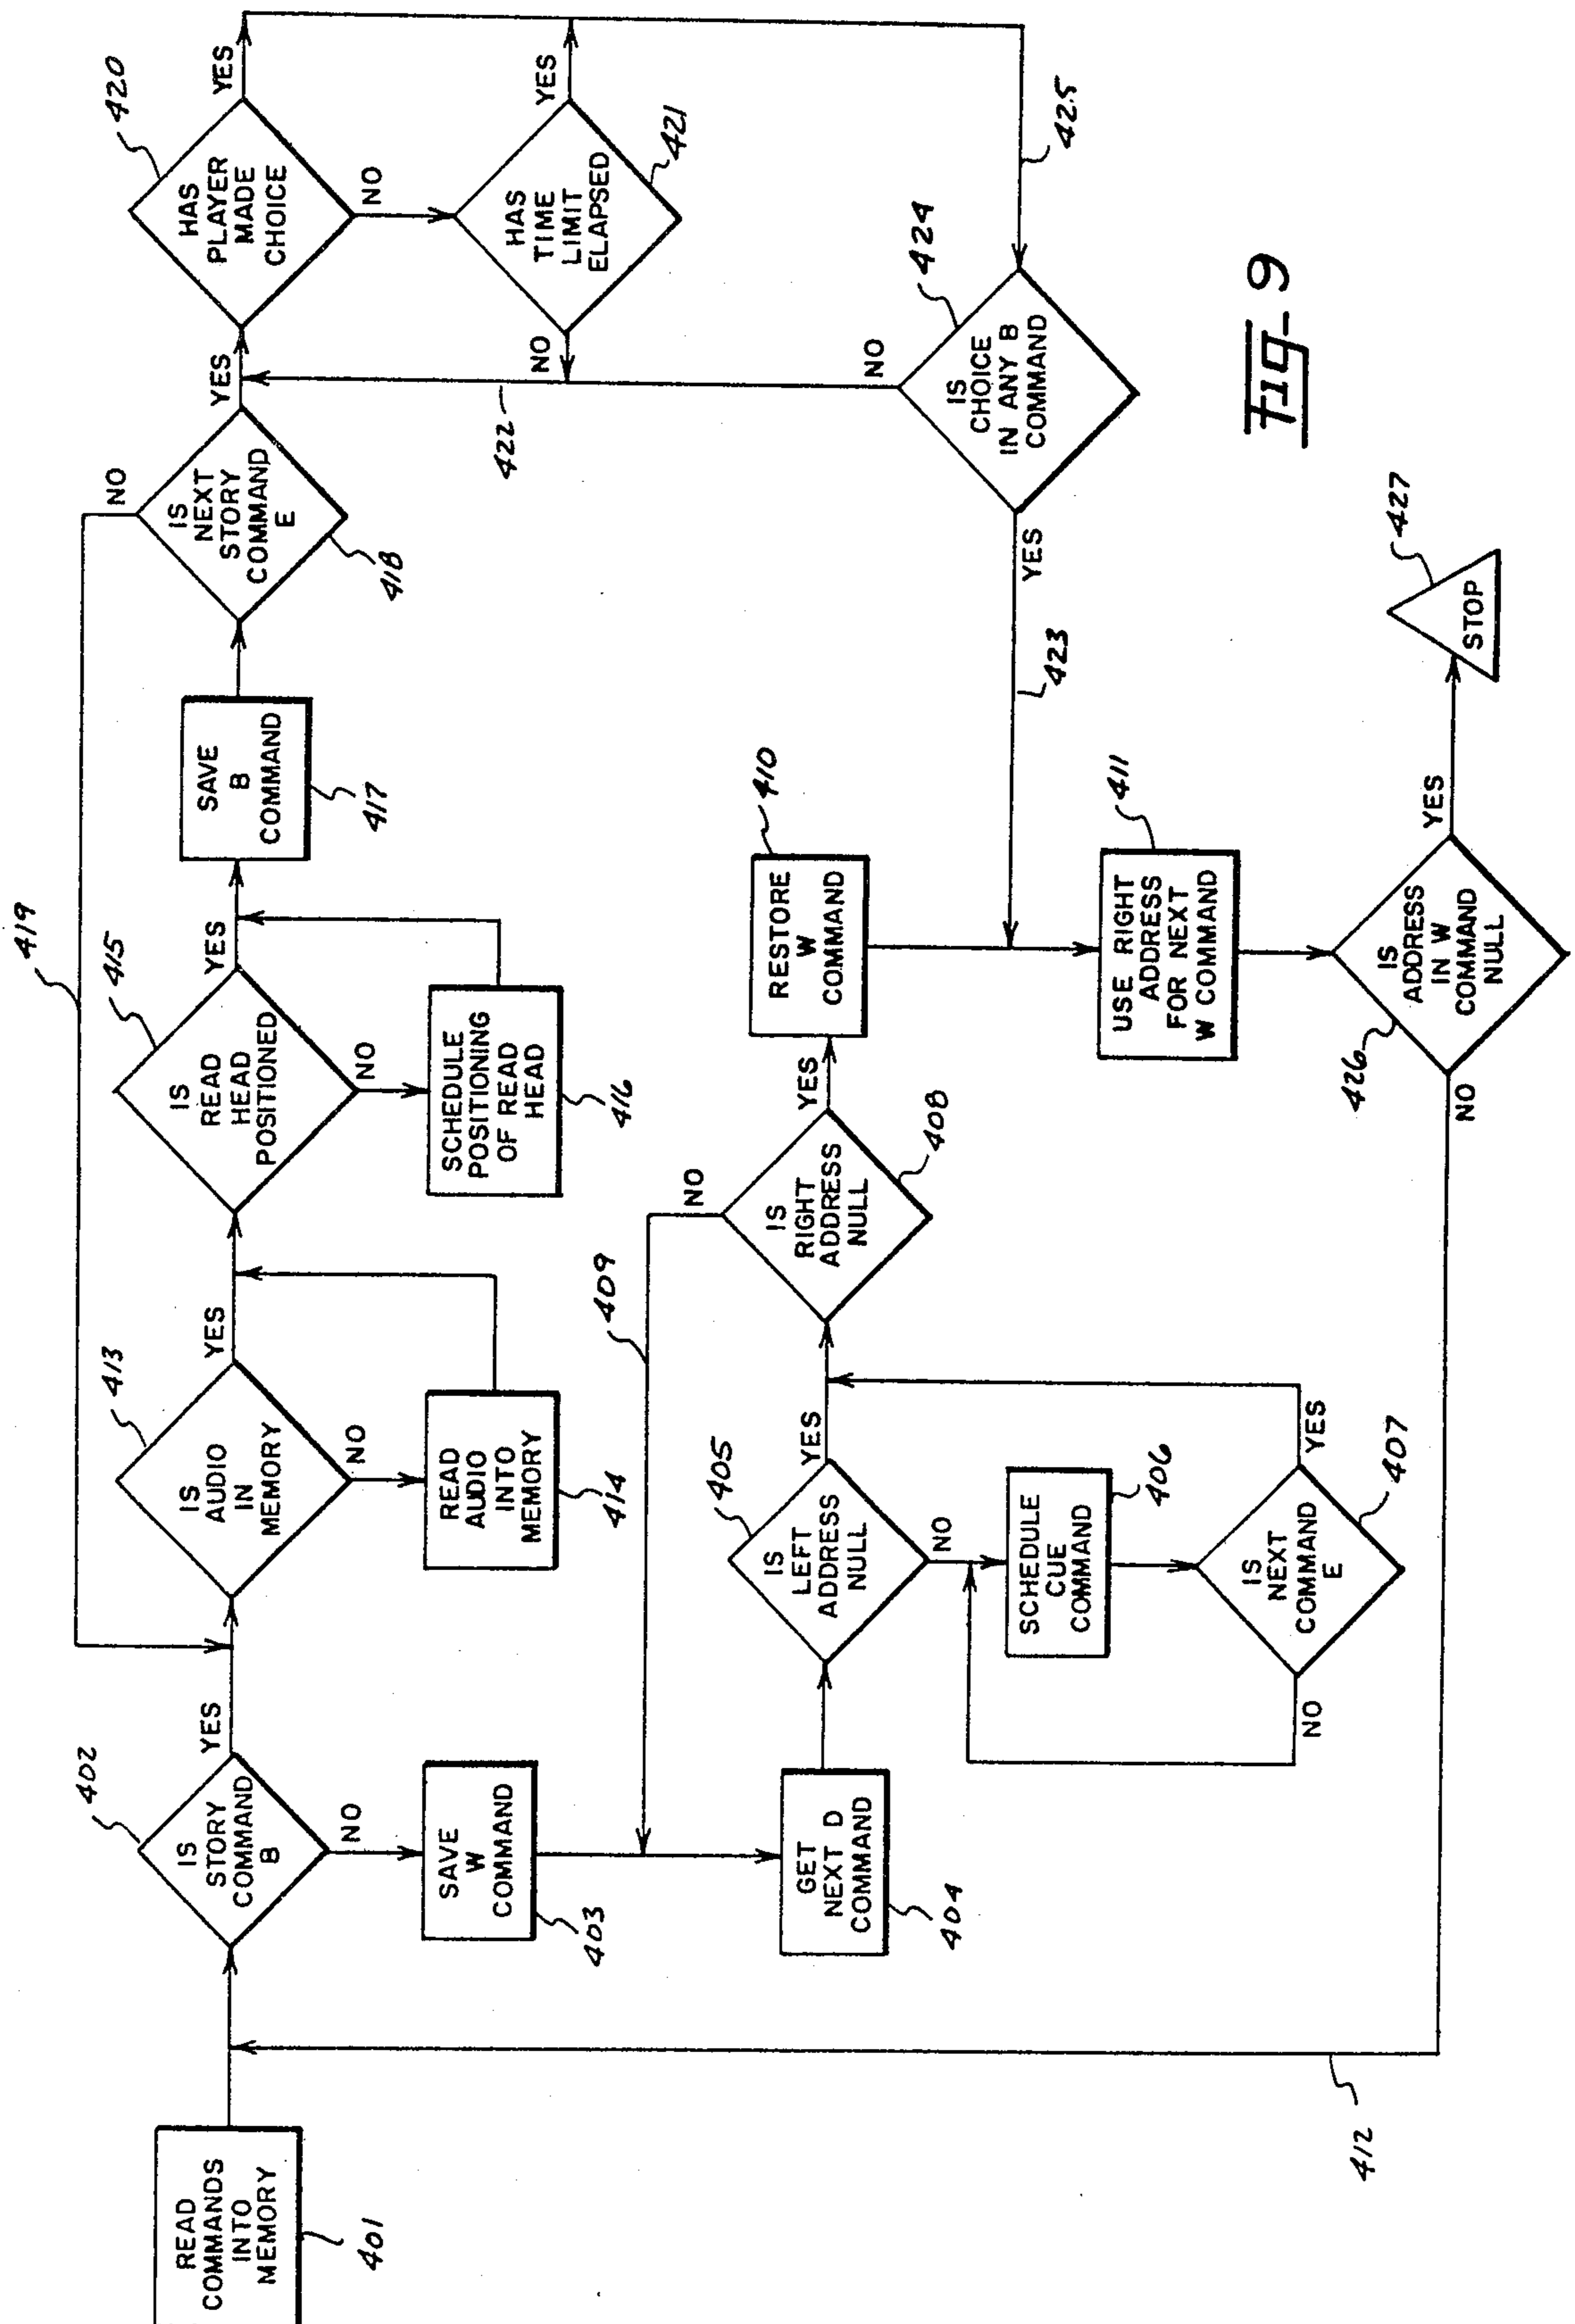 READ
COMMANDS
INTO
MEMORY
401
IS
STORY
COMMAND
B
402
YES
NO
SAVE
W
COMMAND
403
419
IS
AUDIO
IN
MEMORY
413
YES
NO
READ
AUDIO
INTO
MEMORY
414
IS
READ
HEAD
POSITIONED
415
YES
NO
SCHEDULE
POSITIONING
OF READ
HEAD
416
SAVE
B
COMMAND
417
IS
NEXT
STORY
COMMAND
E
418
NO
YES
HAS
PLAYER
MADE
CHOICE
420
YES
NO
HAS
TIME
LIMIT
ELAPSED
421
YES
NO
422
425
IS
CHOICE
IN ANY B
COMMAND
424
NO
YES
423
GET
NEXT D
COMMAND
404
409
IS
LEFT
ADDRESS
NULL
405
YES
NO
SCHEDULE
CUE
COMMAND
406
IS
NEXT
COMMAND
E
407
YES
NO
IS
RIGHT
ADDRESS
NULL
408
NO
YES
RESTORE
W
COMMAND
410
USE RIGHT
ADDRESS
FOR NEXT
W COMMAND
411
IS
ADDRESS
IN W
COMMAND
NULL
426
NO
YES
STOP
427
412
Fig-9